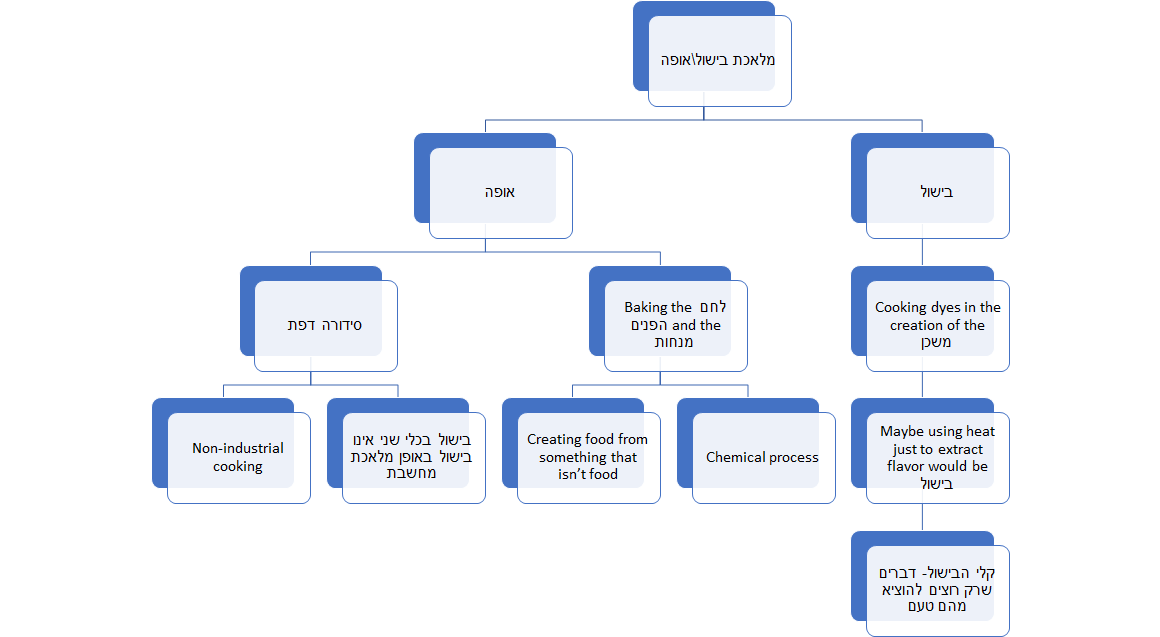 מלאכת בישול\אופה
אופה
בישול
סידורה דפת
Baking the לחם
הפנים and the
מנחות
Cooking dyes in the
creation of the
משכן
Non-industrial
cooking
בישול בכלי שני אינו
בישול באופן מלאכת
מחשבת
Creating food from
something that
isn’t food
Chemical process
Maybe using heat
just to extract
flavor would be
בישול
קלי הבישול- דברים
שרק רוצים להוציא
מהם טעם